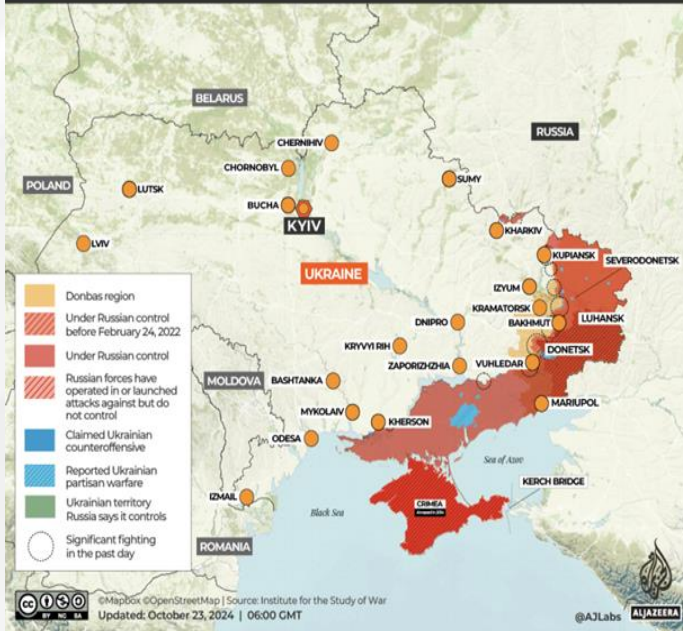 BELARUS
RUSSIA
CHERNIHIV
CHORNOBYL
POLAND
LUTSK
SUMY
BUCHA
KYIV
KHARKIV
LVIV
KUPIANSK
SEVERODONETSK
UKRAINE
IZYUM
KRAMATORSK
LUHANSK
DNIPRO
BAKHMUT
KRYVYI RIH
DONETSK
VUHLEDAR
ZAPORIZHZHIA
MOLDOVA
BASHTANKA
MARIUPOL
MYKOLAIV
KHERSON
ODESA
Sea of Azov
KERCH BRIDGE
IZMAIL
CRIMEA
Black Sea
ROMANIA
Donbas region
Under Russian control
before February 24, 2022
Under Russian control
Russian forces have
operated in or launched
attacks against but do
not control
Claimed Ukrainian
counteroffensive
Reported Ukrainian
partisan warfare
Ukrainian territory
Russia says it controls
Significant fighting
in the past day
cc BY NC SA
©Mapbox ©OpenStreetMap | Source: Institute for the Study of War
Updated: October 23, 2024 | 06:00 GMT
@AJLabs
ALJAZEERA